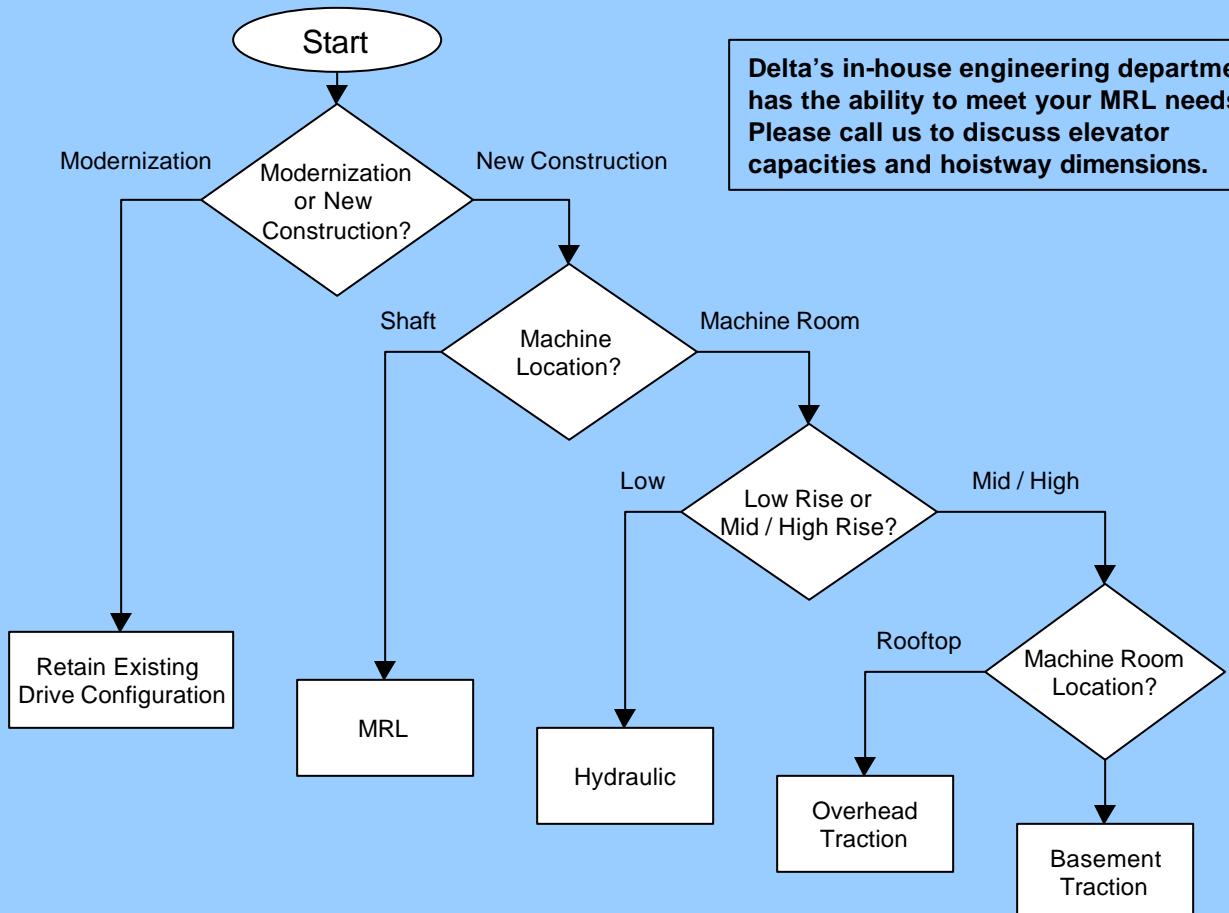 Start
Delta's in-house engineering departme
has the ability to meet your MRL needs
Please call us to discuss elevator
capacities and hoistway dimensions.
Modernization
New Construction
Modernization
or New
Construction?
Shaft
Machine Room
Machine
Location?
Low
Mid / High
Low Rise or
Mid / High Rise?
Rooftop
Machine Room
Location?
Retain Existing
Drive Configuration
MRL
Hydraulic
Overhead
Traction
Basement
Traction